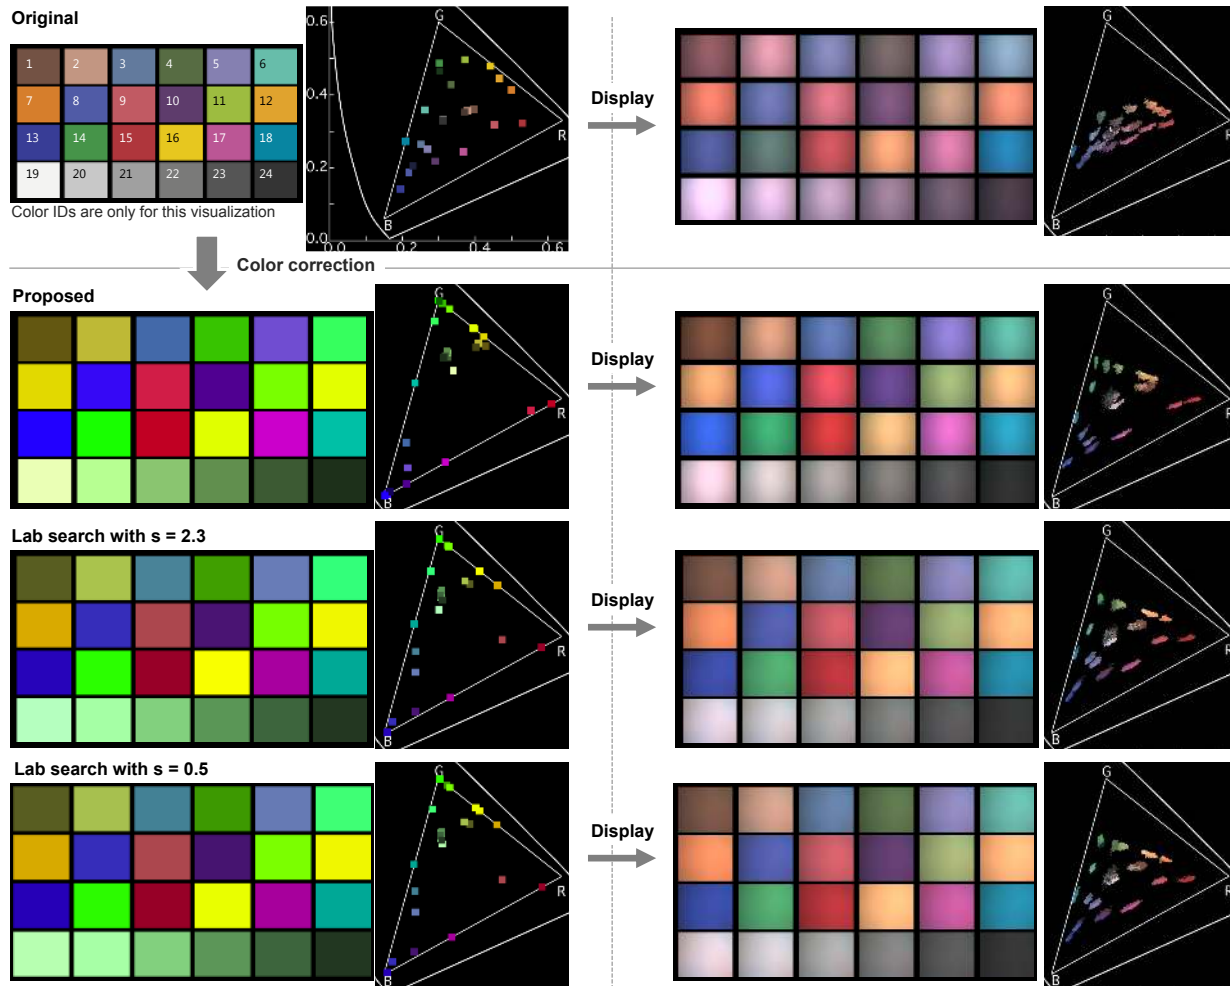 Original
1 2 3 4 5 6
7 8 9 10 11 12
13 14 15 16 17 18
19 20 21 22 23 24
Color IDs are only for this visualization
0.6
0.4
0.2
0.0
0.0 0.2 0.4 0.6
G
R
B
Display
G
R
B
Color correction
Proposed
G
R
B
Display
G
R
B
Lab search with s = 2.3
G
R
B
Display
G
R
B
Lab search with s = 0.5
G
R
B
Display
G
R
B